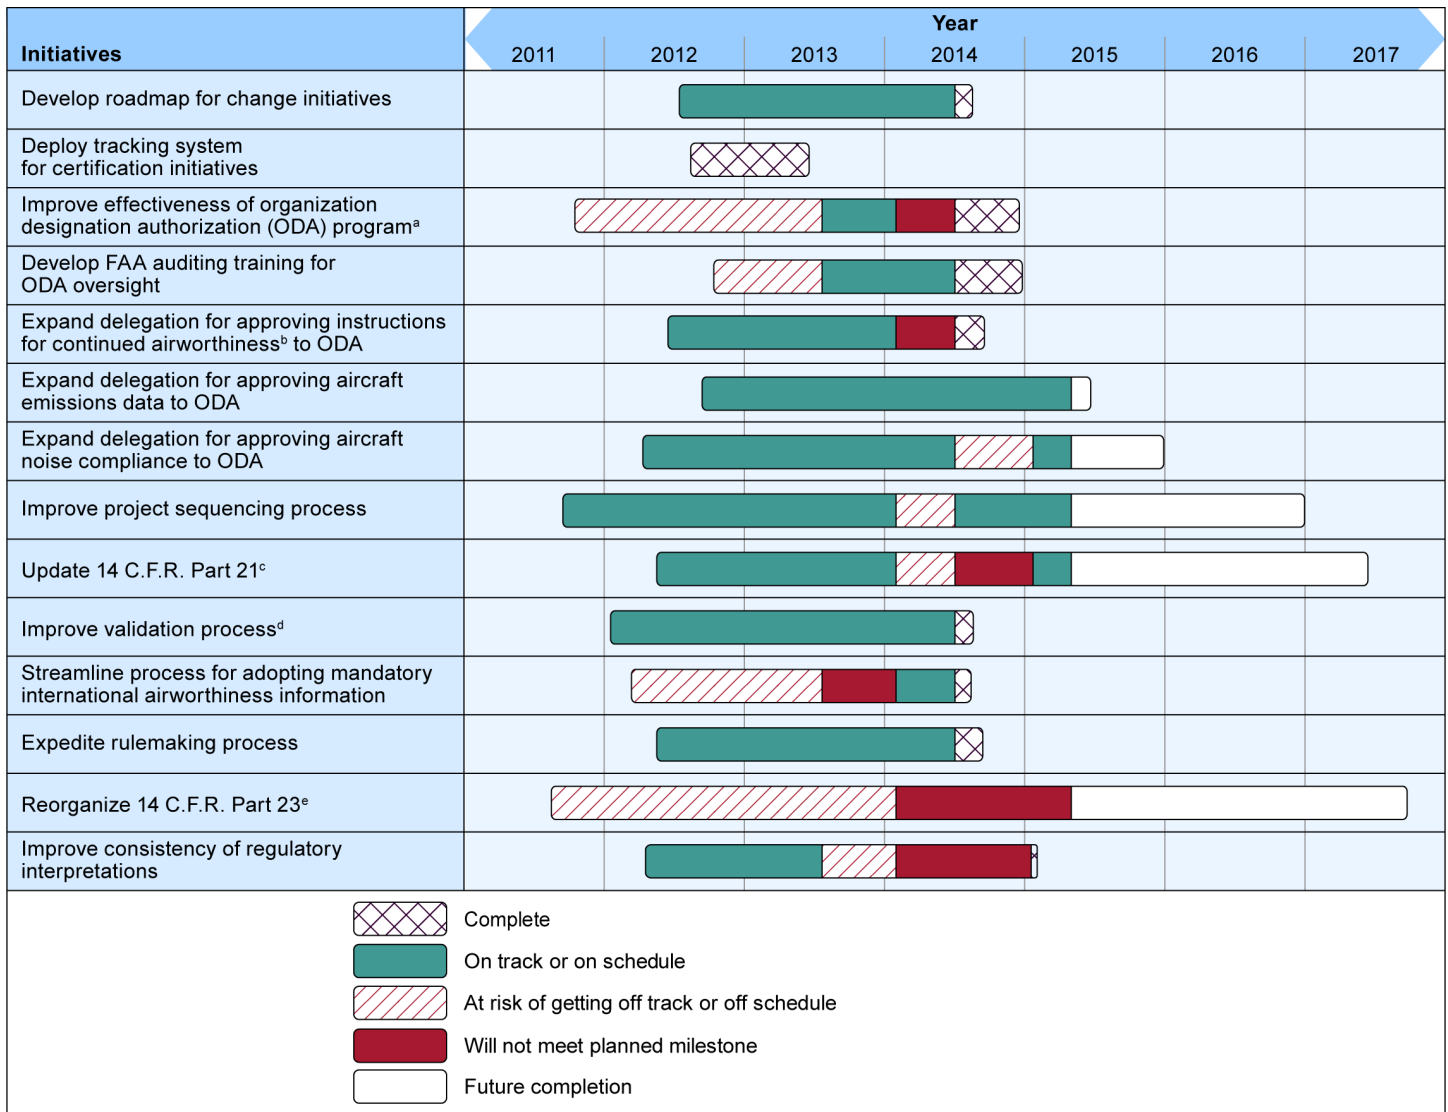 Year
Initiatives 2011 2012 2013 2014 2015 2016 2017
Develop roadmap for change initiatives
Deploy tracking system
for certification initiatives
Improve effectiveness of organization
designation authorization (ODA) programᵃ
Develop FAA auditing training for
ODA oversight
Expand delegation for approving instructions
for continued airworthinessᵇ to ODA
Expand delegation for approving aircraft
emissions data to ODA
Expand delegation for approving aircraft
noise compliance to ODA
Improve project sequencing process
Update 14 C.F.R. Part 21ᶜ
Improve validation processᵈ
Streamline process for adopting mandatory
international airworthiness information
Expedite rulemaking process
Reorganize 14 C.F.R. Part 23ᵉ
Improve consistency of regulatory
interpretations
Complete
On track or on schedule
At risk of getting off track or off schedule
Will not meet planned milestone
Future completion